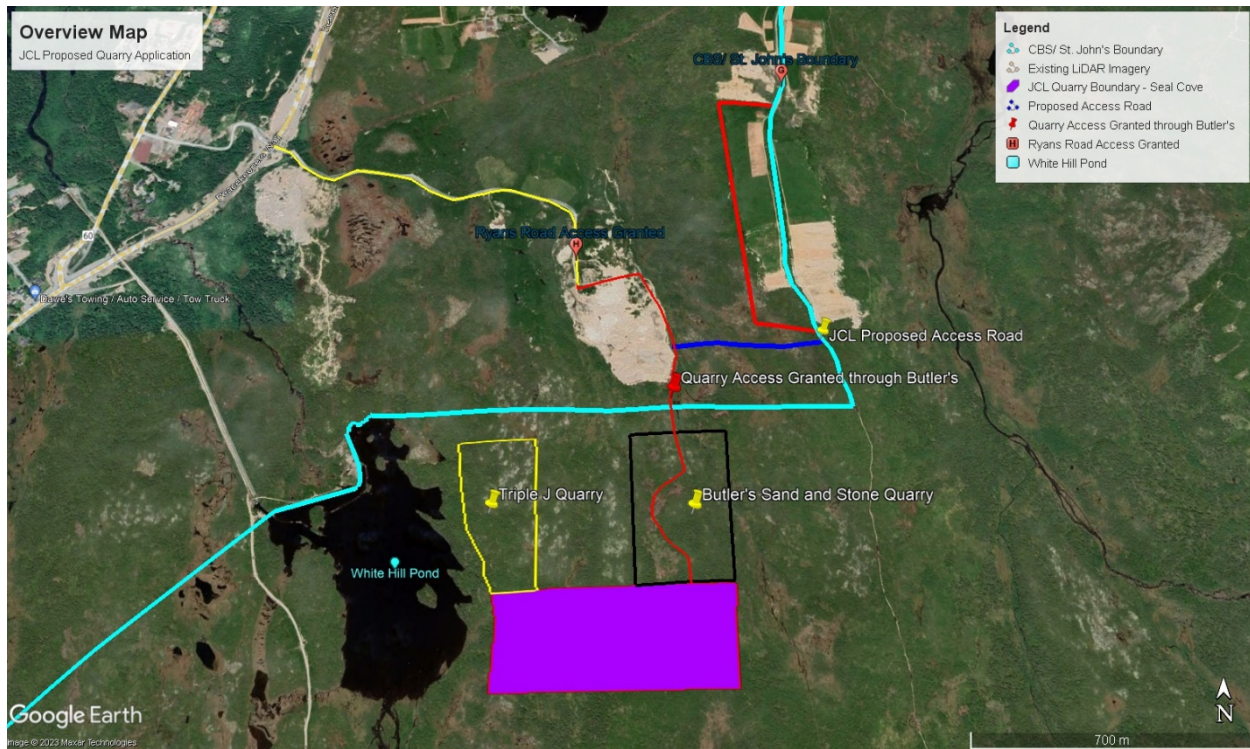 Overview Map
JCL Proposed Quarry Application
Legend
CBS/ St. John's Boundary
Existing LiDAR Imagery
JCL Quarry Boundary - Seal Cove
Proposed Access Road
Quarry Access Granted through Butler's
H Ryans Road Access Granted
White Hill Pond
CBS/ St. John's Boundary
G
60
Ryans Road Access Granted
H
Dawe's Towing / Auto Service / Tow Truck
JCL Proposed Access Road
Quarry Access Granted through Butler's
Triple J Quarry
Butler's Sand and Stone Quarry
White Hill Pond
Google Earth
Image © 2023 Maxar Technologies
N
700 m